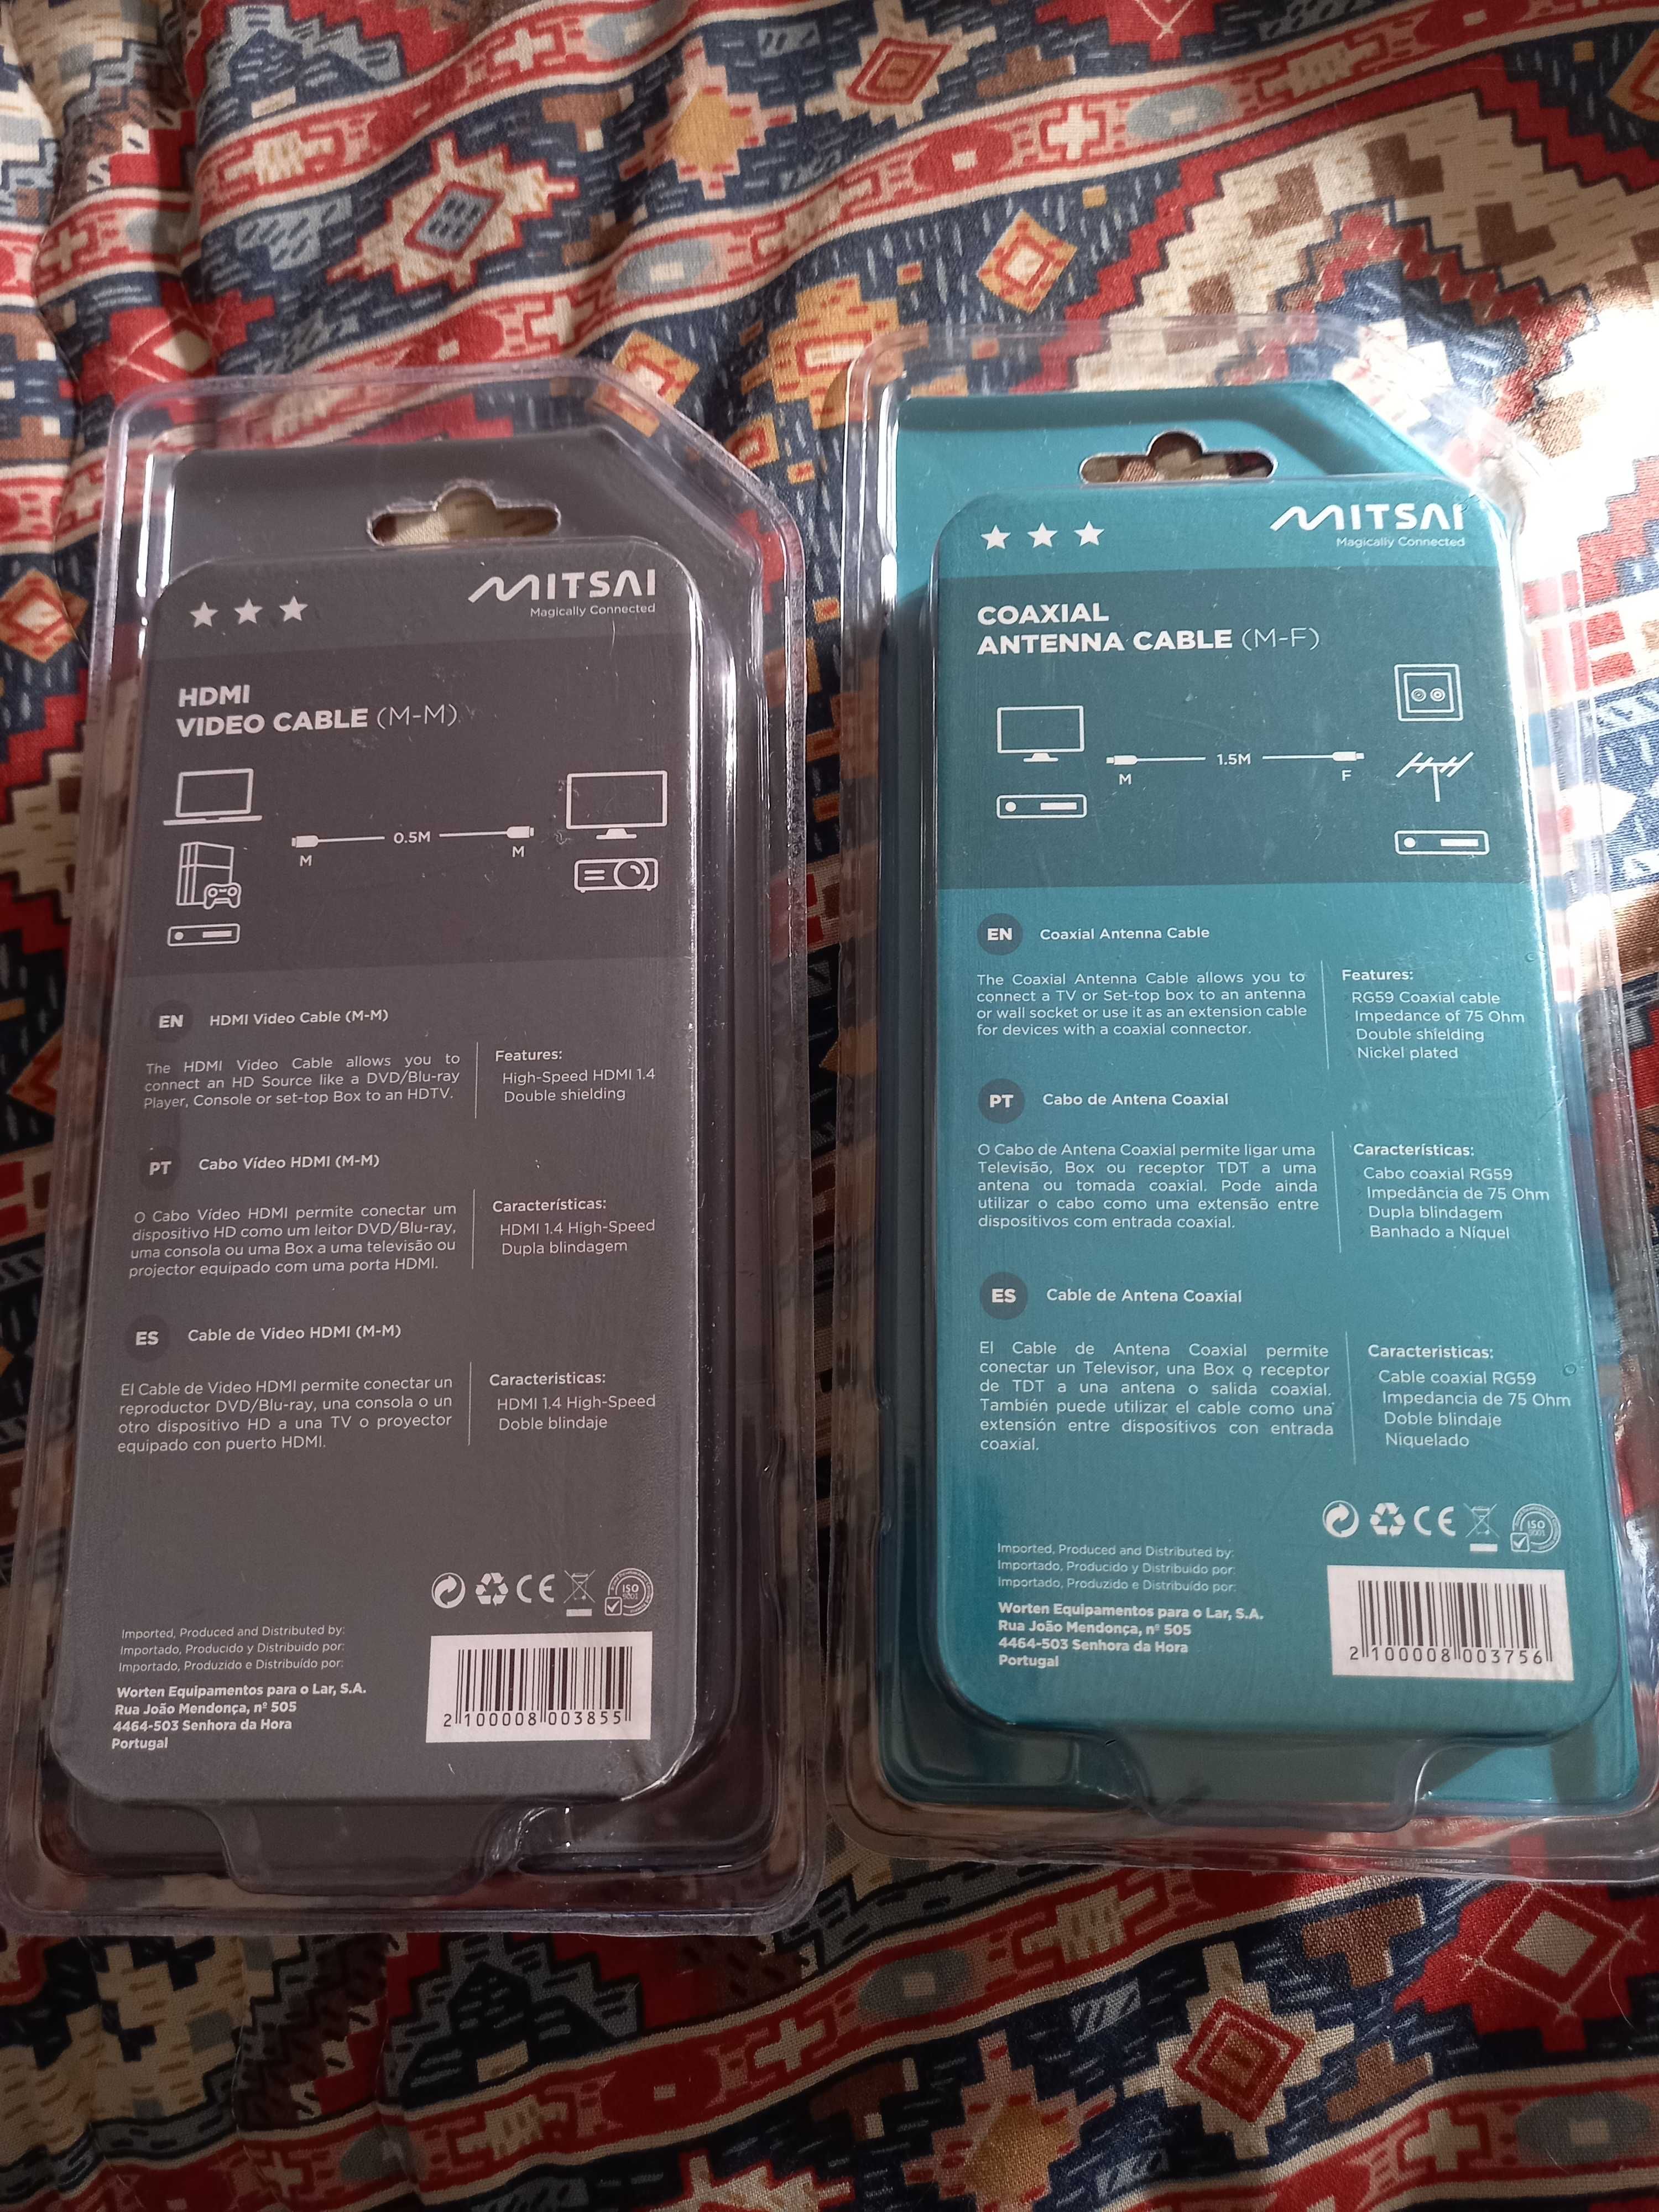 MITSAI
Magically Connected
HDMI
VIDEO CABLE (M-M)
0.5M
M
M
EN
HDMI Video Cable (M-M)
The HDMI Video Cable allows you to
connect an HD Source like a DVD/Blu-ray
Player, Console or set-top Box to an HDTV.
Features:
High-Speed HDMI 1.4
Double shielding
PT
Cabo Vídeo HDMI (M-M)
O Cabo Vídeo HDMI permite conectar um
dispositivo HD como um leitor DVD/Blu-ray,
uma consola ou uma Box a uma televisão ou
projector equipado com uma porta HDMI.
Características:
HDMI 1.4 High-Speed
Dupla blindagem
ES
Cable de Video HDMI (M-M)
El Cable de Video HDMI permite conectar un
reproductor DVD/Blu-ray, una consola o un
otro dispositivo HD a una TV o proyector
equipado con puerto HDMI.
Caracteristicas:
HDMI 1.4 High-Speed
Doble blindaje
CE
ISO
9001
Imported, Produced and Distributed by:
Importado, Producido y Distribuido por:
Importado, Produzido e Distribuído por:
Worten Equipamentos para o Lar, S.A.
Rua João Mendonça, nº 505
4464-503 Senhora da Hora
Portugal
2 100008 003855
MITSAI
Magically Connected
COAXIAL
ANTENNA CABLE (M-F)
1.5M
M
F
EN
Coaxial Antenna Cable
The Coaxial Antenna Cable allows you to
connect a TV or Set-top box to an antenna
or wall socket or use it as an extension cable
for devices with a coaxial connector.
Features:
RG59 Coaxial cable
Impedance of 75 Ohm
Double shielding
Nickel plated
PT
Cabo de Antena Coaxial
O Cabo de Antena Coaxial permite ligar uma
Televisão, Box ou receptor TDT a uma
antena ou tomada coaxial. Pode ainda
utilizar o cabo como uma extensão entre
dispositivos com entrada coaxial.
Características:
Cabo coaxial RG59
Impedância de 75 Ohm
Dupla blindagem
Banhado a Níquel
ES
Cable de Antena Coaxial
El Cable de Antena Coaxial permite
conectar un Televisor, una Box o receptor
de TDT a una antena o salida coaxial.
También puede utilizar el cable como una
extensión entre dispositivos con entrada
coaxial.
Caracteristicas:
Cable coaxial RG59
Impedancia de 75 Ohm
Doble blindaje
Niquelado
CE
ISO
9001
Imported, Produced and Distributed by:
Importado, Producido y Distribuido por:
Importado, Produzido e Distribuído por:
Worten Equipamentos para o Lar, S.A.
Rua João Mendonça, nº 505
4464-503 Senhora da Hora
Portugal
2 100008 003756